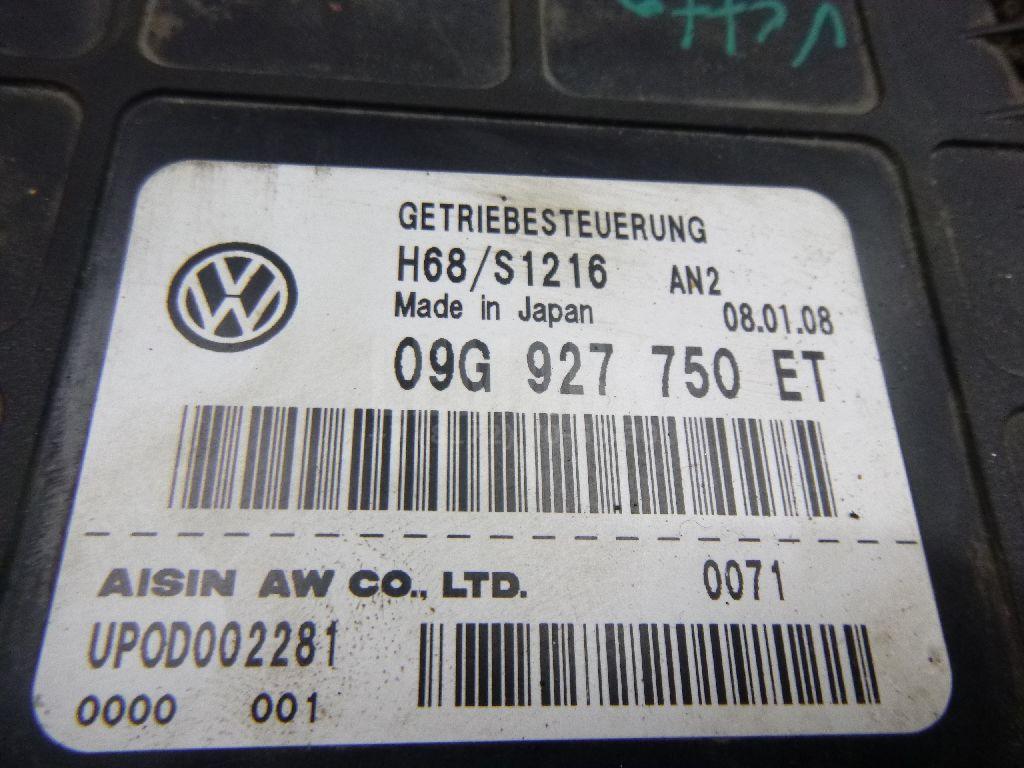 GETRIEBESTEUERUNG
H68/S1216 AN2
Made in Japan 08.01.08
09G 927 750 ET
AISIN AW CO., LTD. 0071
UPOD002281
0000 001